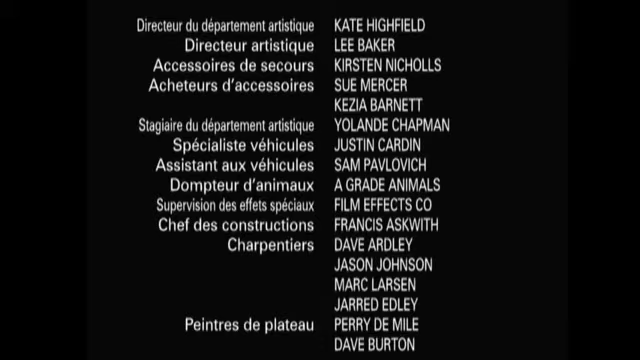 Directeur du département artistique KATE HIGHFIELD
Directeur artistique LEE BAKER
Accessoires de secours KIRSTEN NICHOLLS
Acheteurs d'accessoires SUE MERCER
KEZIA BARNETT
Stagiaire du département artistique YOLANDE CHAPMAN
Spécialiste véhicules JUSTIN CARDIN
Assistant aux véhicules SAM PAVLOVICH
Dompteur d'animaux A GRADE ANIMALS
Supervision des effets spéciaux FILM EFFECTS CO
Chef des constructions FRANCIS ASKWITH
Charpentiers DAVE ARDLEY
JASON JOHNSON
MARC LARSEN
JARRED EDLEY
Peintres de plateau PERRY DE MILE
DAVE BURTON